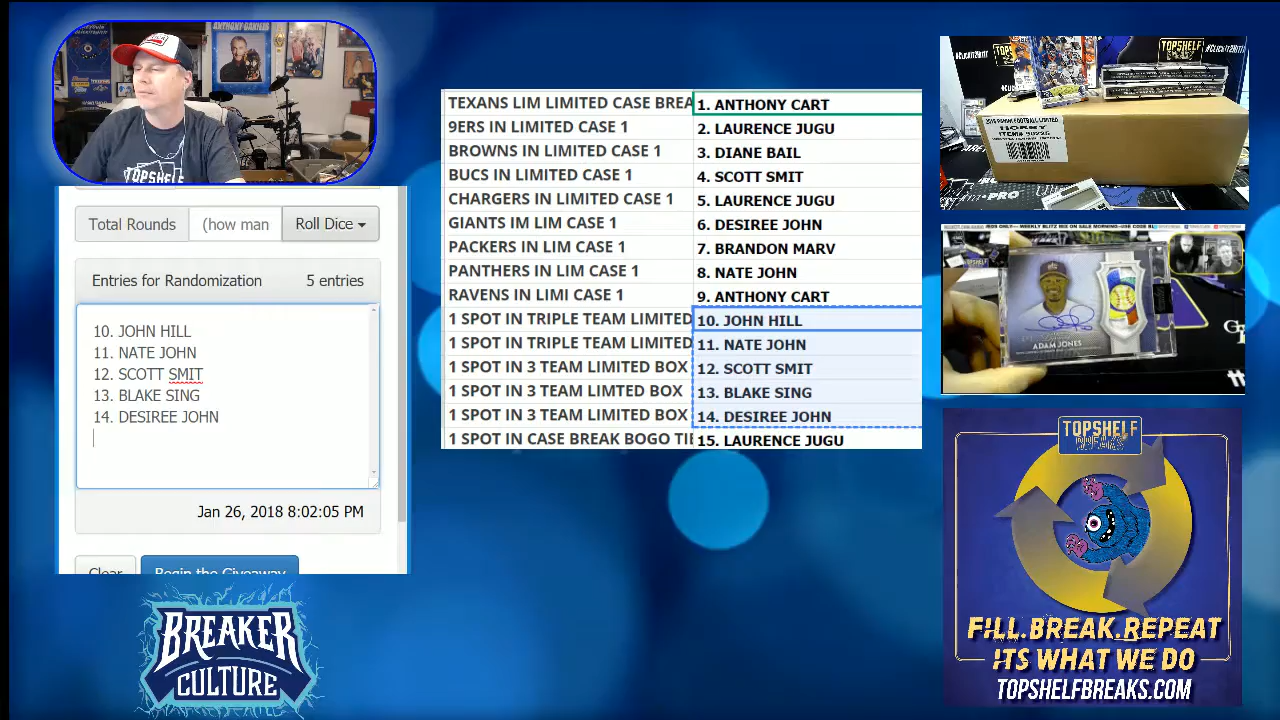 ANTHONY DANIELS
TOPSHELF
Total Rounds
(how man
Roll Dice
Entries for Randomization
5 entries
10. JOHN HILL
11. NATE JOHN
12. SCOTT SMIT
13. BLAKE SING
14. DESIREE JOHN
Jan 26, 2018 8:02:05 PM
Clear
Begin the Giveaway
BREAKER
CULTURE
TEXANS LIM LIMITED CASE BREA
1. ANTHONY CART
9ERS IN LIMITED CASE 1
2. LAURENCE JUGU
BROWNS IN LIMITED CASE 1
3. DIANE BAIL
BUCS IN LIMITED CASE 1
4. SCOTT SMIT
CHARGERS IN LIMITED CASE 1
5. LAURENCE JUGU
GIANTS IM LIM CASE 1
6. DESIREE JOHN
PACKERS IN LIM CASE 1
7. BRANDON MARV
PANTHERS IN LIM CASE 1
8. NATE JOHN
RAVENS IN LIMI CASE 1
9. ANTHONY CART
1 SPOT IN TRIPLE TEAM LIMITED
10. JOHN HILL
1 SPOT IN TRIPLE TEAM LIMITED
11. NATE JOHN
1 SPOT IN 3 TEAM LIMITED BOX
12. SCOTT SMIT
1 SPOT IN 3 TEAM LIMTED BOX
13. BLAKE SING
1 SPOT IN 3 TEAM LIMITED BOX
14. DESIREE JOHN
1 SPOT IN CASE BREAK BOGO TIE
15. LAURENCE JUGU
TOPSHELF
TOPSHELF
HOBBY
PRO
ADAM JONES
TOPSHELF
BREAKS
FILL.BREAK.REPEAT
ITS WHAT WE DO
TOPSHELFBREAKS.COM